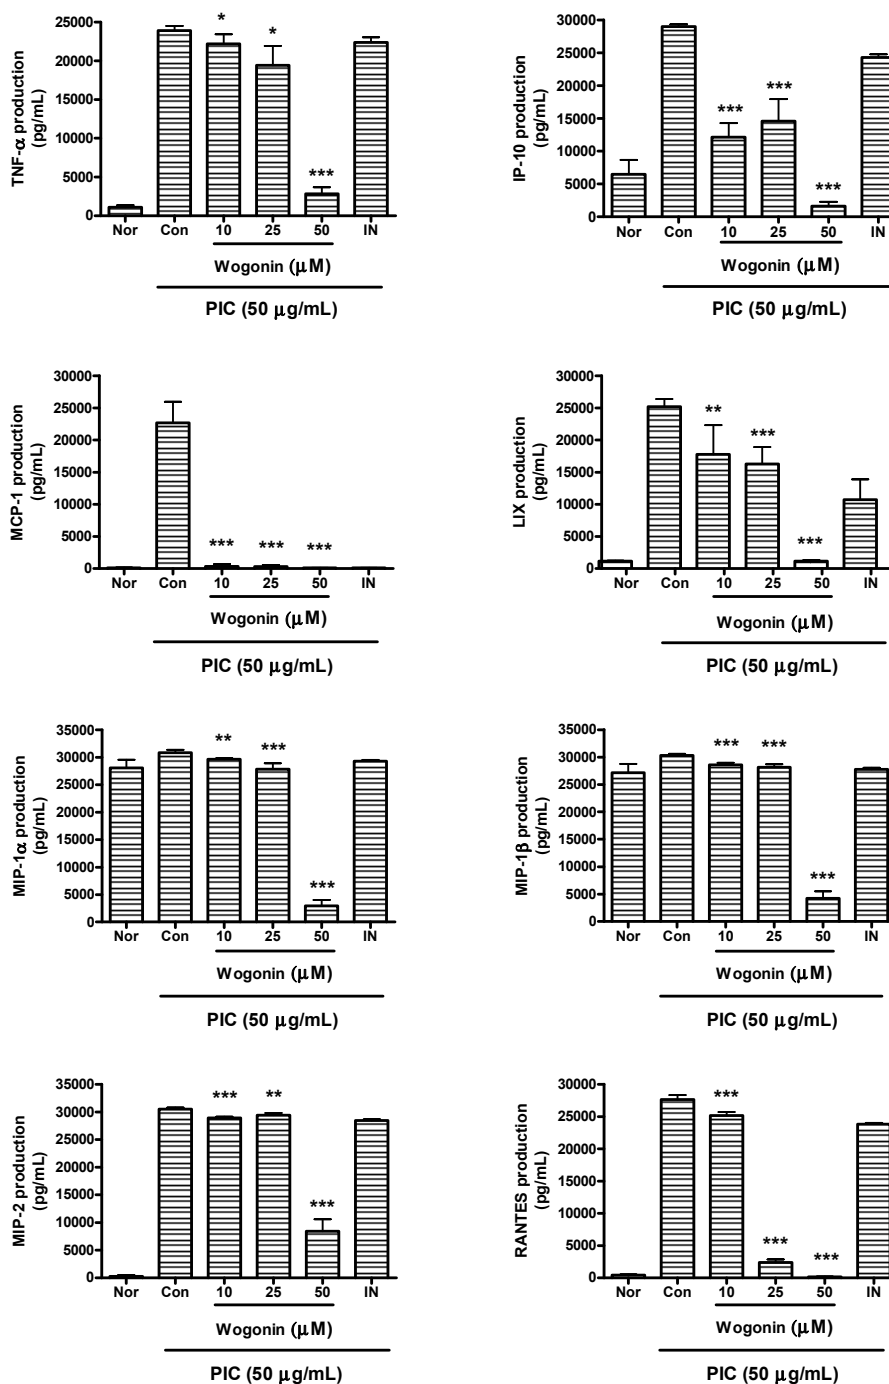 TNF-α production
(pg/mL)
25000
20000
15000
10000
5000
0
* * ***
Nor Con 10 25 50 IN
Wogonin (μM)
PIC (50 μg/mL)
IP-10 production
(pg/mL)
30000
25000
20000
15000
10000
5000
0
*** *** ***
Nor Con 10 25 50 IN
Wogonin (μM)
PIC (50 μg/mL)
MCP-1 production
(pg/mL)
30000
25000
20000
15000
10000
5000
0
*** *** ***
Nor Con 10 25 50 IN
Wogonin (μM)
PIC (50 μg/mL)
LIX production
(pg/mL)
30000
25000
20000
15000
10000
5000
0
** *** ***
Nor Con 10 25 50 IN
Wogonin (μM)
PIC (50 μg/mL)
MIP-1α production
(pg/mL)
35000
30000
25000
20000
15000
10000
5000
0
** *** ***
Nor Con 10 25 50 IN
Wogonin (μM)
PIC (50 μg/mL)
MIP-1β production
(pg/mL)
35000
30000
25000
20000
15000
10000
5000
0
*** *** ***
Nor Con 10 25 50 IN
Wogonin (μM)
PIC (50 μg/mL)
MIP-2 production
(pg/mL)
35000
30000
25000
20000
15000
10000
5000
0
*** ** ***
Nor Con 10 25 50 IN
Wogonin (μM)
PIC (50 μg/mL)
RANTES production
(pg/mL)
30000
25000
20000
15000
10000
5000
0
*** *** ***
Nor Con 10 25 50 IN
Wogonin (μM)
PIC (50 μg/mL)